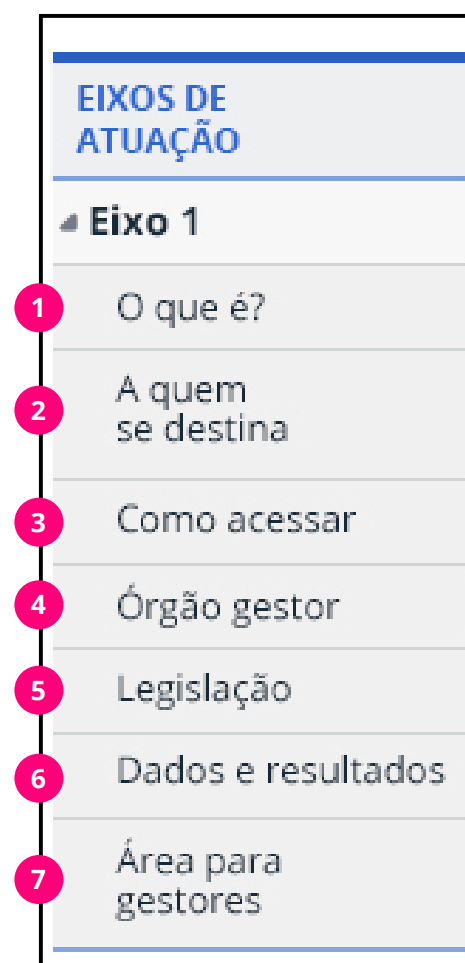 EIXOS DE
ATUAÇÃO
Eixo 1
1 O que é?
2 A quem
se destina
3 Como acessar
4 Órgão gestor
5 Legislação
6 Dados e resultados
7 Área para
gestores